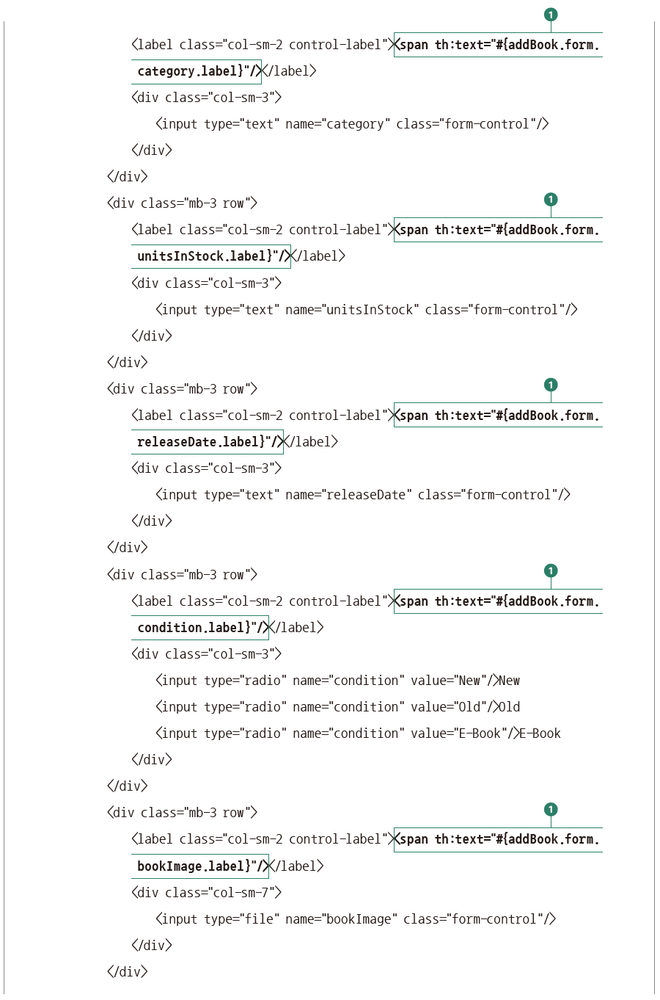 ❶
<label class="col-sm-2 control-label"><span th:text="#{addBook.form.
category.label}"/></label>
<div class="col-sm-3">
<input type="text" name="category" class="form-control"/>
</div>
</div>
<div class="mb-3 row">
❶
<label class="col-sm-2 control-label"><span th:text="#{addBook.form.
unitsInStock.label}"/></label>
<div class="col-sm-3">
<input type="text" name="unitsInStock" class="form-control"/>
</div>
</div>
<div class="mb-3 row">
❶
<label class="col-sm-2 control-label"><span th:text="#{addBook.form.
releaseDate.label}"/></label>
<div class="col-sm-3">
<input type="text" name="releaseDate" class="form-control"/>
</div>
</div>
<div class="mb-3 row">
❶
<label class="col-sm-2 control-label"><span th:text="#{addBook.form.
condition.label}"/></label>
<div class="col-sm-3">
<input type="radio" name="condition" value="New"/>New
<input type="radio" name="condition" value="Old"/>Old
<input type="radio" name="condition" value="E-Book"/>E-Book
</div>
</div>
<div class="mb-3 row">
❶
<label class="col-sm-2 control-label"><span th:text="#{addBook.form.
bookImage.label}"/></label>
<div class="col-sm-7">
<input type="file" name="bookImage" class="form-control"/>
</div>
</div>